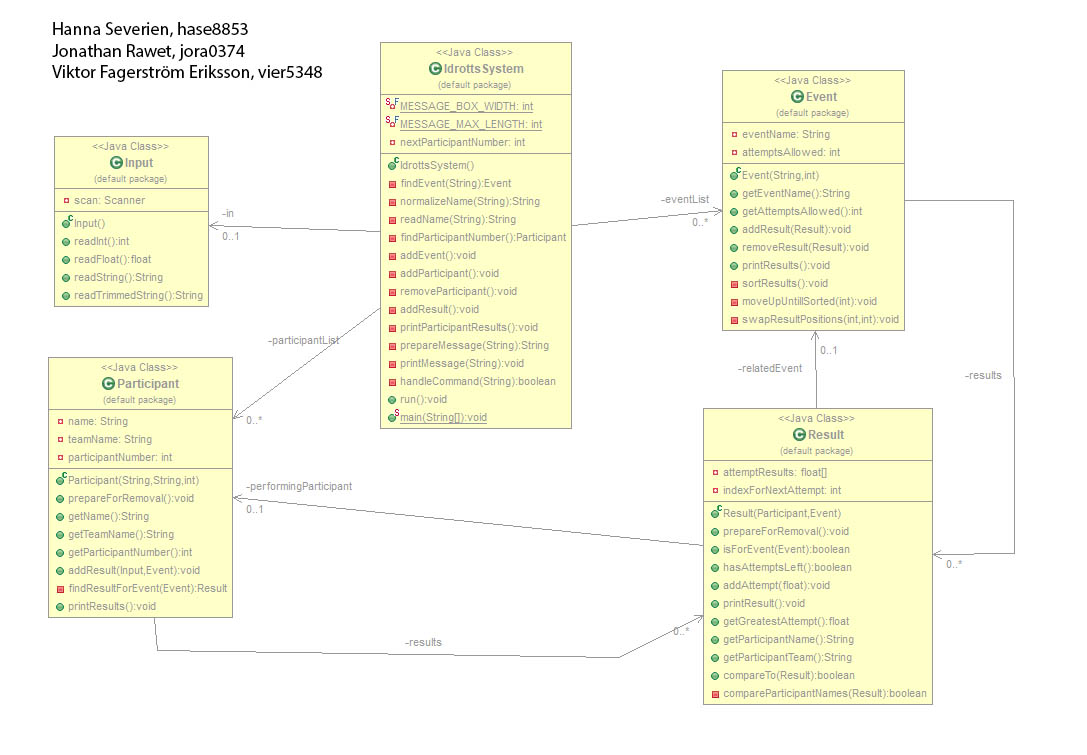 Hanna Severien, hase8853
Jonathan Rawet, jora0374
Viktor Fagerström Eriksson, vier5348
<<Java Class>>
IdrottsSystem
(default package)
MESSAGE_BOX_WIDTH: int
MESSAGE_MAX_LENGTH: int
nextParticipantNumber: int
IdrottsSystem()
findEvent(String):Event
normalizeName(String):String
readName(String):String
findParticipantNumber():Participant
addEvent():void
addParticipant():void
removeParticipant():void
addResult():void
printParticipantResults():void
prepareMessage(String):String
printMessage(String):void
handleCommand(String):boolean
run():void
main(String[]):void
<<Java Class>>
Event
(default package)
eventName: String
attemptsAllowed: int
Event(String,int)
getEventName():String
getAttemptsAllowed():int
addResult(Result):void
removeResult(Result):void
printResults():void
sortResults():void
moveUpUntillSorted(int):void
swapResultPositions(int,int):void
<<Java Class>>
Input
(default package)
scan: Scanner
Input()
readInt():int
readFloat():float
readString():String
readTrimmedString():String
-in
0..1
-eventList
0..*
-participantList
0..*
-relatedEvent
0..1
-results
0..*
<<Java Class>>
Participant
(default package)
name: String
teamName: String
participantNumber: int
Participant(String,String,int)
prepareForRemoval():void
getName():String
getTeamName():String
getParticipantNumber():int
addResult(Input,Event):void
findResultForEvent(Event):Result
printResults():void
-performingParticipant
0..1
-results
0..*
<<Java Class>>
Result
(default package)
attemptResults: float[]
indexForNextAttempt: int
Result(Participant,Event)
prepareForRemoval():void
isForEvent(Event):boolean
hasAttemptsLeft():boolean
addAttempt(float):void
printResult():void
getGreatestAttempt():float
getParticipantName():String
getParticipantTeam():String
compareTo(Result):boolean
compareParticipantNames(Result):boolean